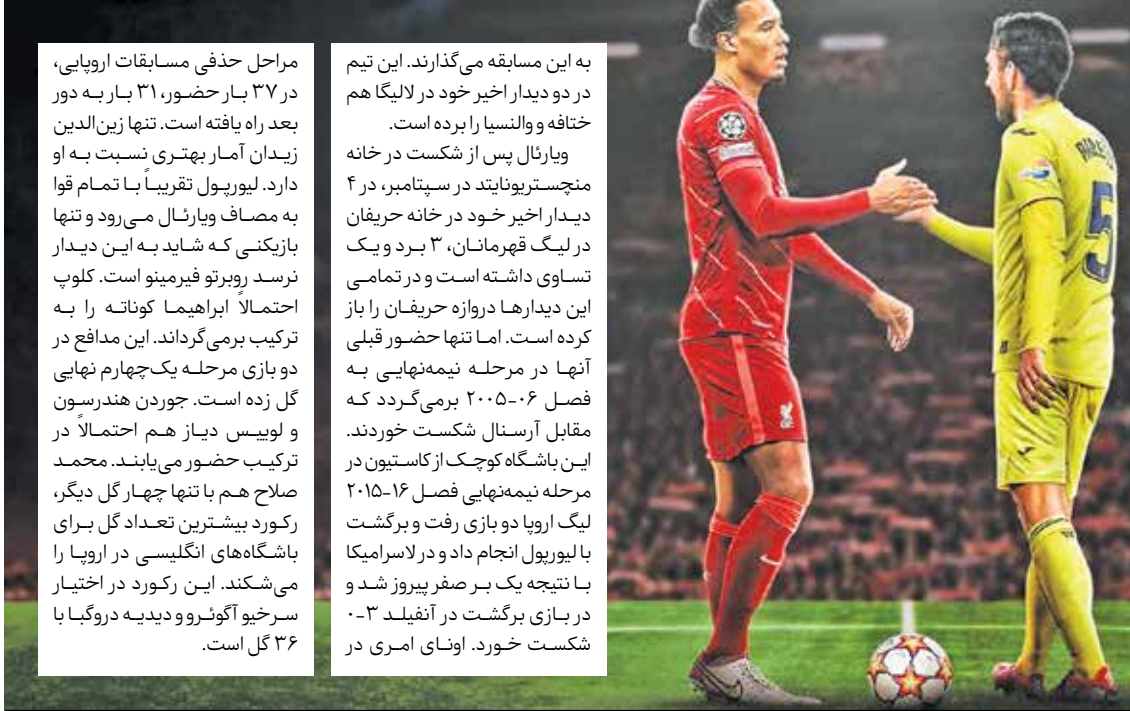 به این مسابقه می‌گذارند. این تیم
در دو دیدار اخیر خود در لالیگا هم
ختافه و والنسیا را برده است.
ویارئال پس از شکست در خانه
منچستریونایتد در سپتامبر، در ۴
دیدار اخیر خود در خانه حریفان
در لیگ قهرمانان، ۳ برد و یک
تساوی داشته است و در تمامی
این دیدارها دروازه حریفان را باز
کرده است. اما تنها حضور قبلی
آنها در مرحله نیمه‌نهایی به
فصل ۰۶-۲۰۰۵ برمی‌گردد که
مقابل آرسنال شکست خوردند.
این باشگاه کوچک از کاستیون در
مرحله نیمه‌نهایی فصل ۱۶-۲۰۱۵
لیگ اروپا دو بازی رفت و برگشت
با لیورپول انجام داد و در لاسرامیکا
با نتیجه یک بر صفر پیروز شد و
در بازی برگشت در آنفیلد ۳-۰
شکست خورد. اونای امری در
مراحل حذفی مسابقات اروپایی،
در ۳۷ بار حضور، ۳۱ بار به دور
بعد راه یافته است. تنها زین‌الدین
زیدان آمار بهتری نسبت به او
دارد. لیورپول تقریباً با تمام قوا
به مصاف ویارئال می‌رود و تنها
بازیکنی که شاید به این دیدار
نرسد روبرتو فیرمینو است. کلوپ
احتمالاً ابراهیما کوناته را به
ترکیب برمی‌گرداند. این مدافع در
دو بازی مرحله یک‌چهارم نهایی
گل زده است. جوردن هندرسون
و لوییس دیاز هم احتمالاً در
ترکیب حضور می‌یابند. محمد
صلاح هم با تنها چهار گل دیگر،
رکورد بیشترین تعداد گل برای
باشگاه‌های انگلیسی در اروپا را
می‌شکند. این رکورد در اختیار
سرخیو آگوئرو و دیدیه دروگبا با
۳۶ گل است.
5